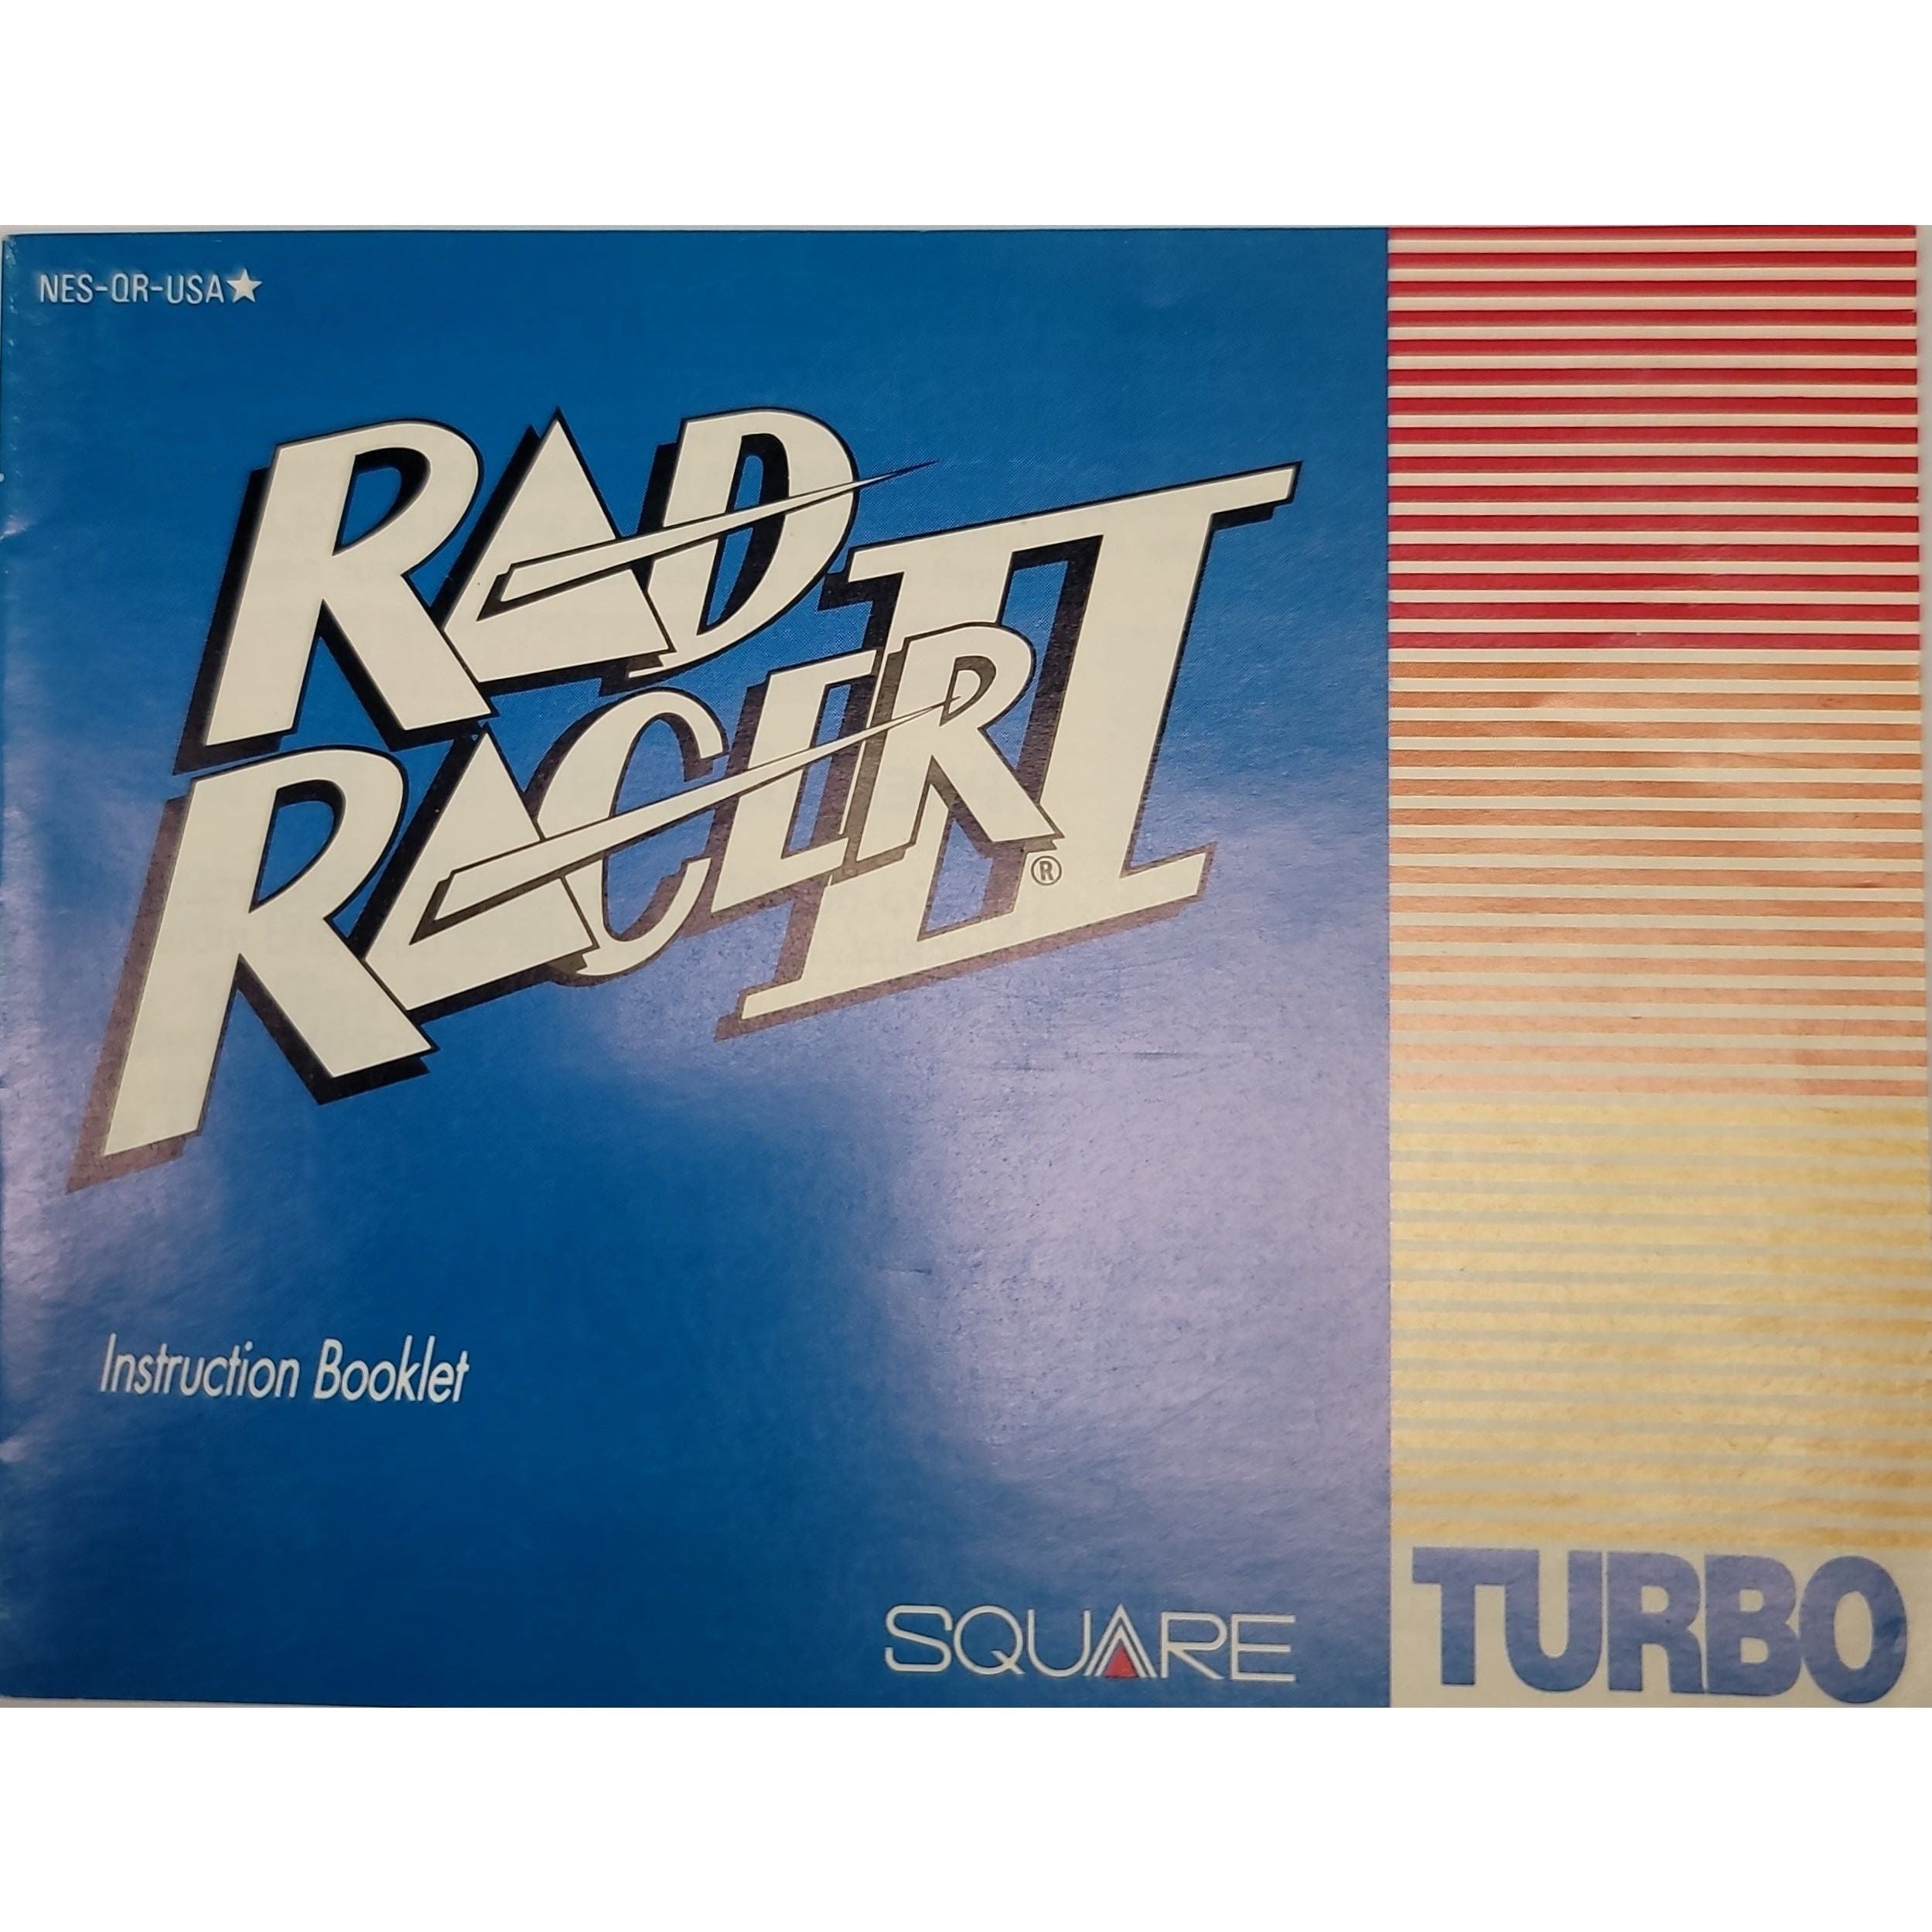 NES-QR-USA★
RAD
RACER II®
Instruction Booklet
SQUARE
TURBO